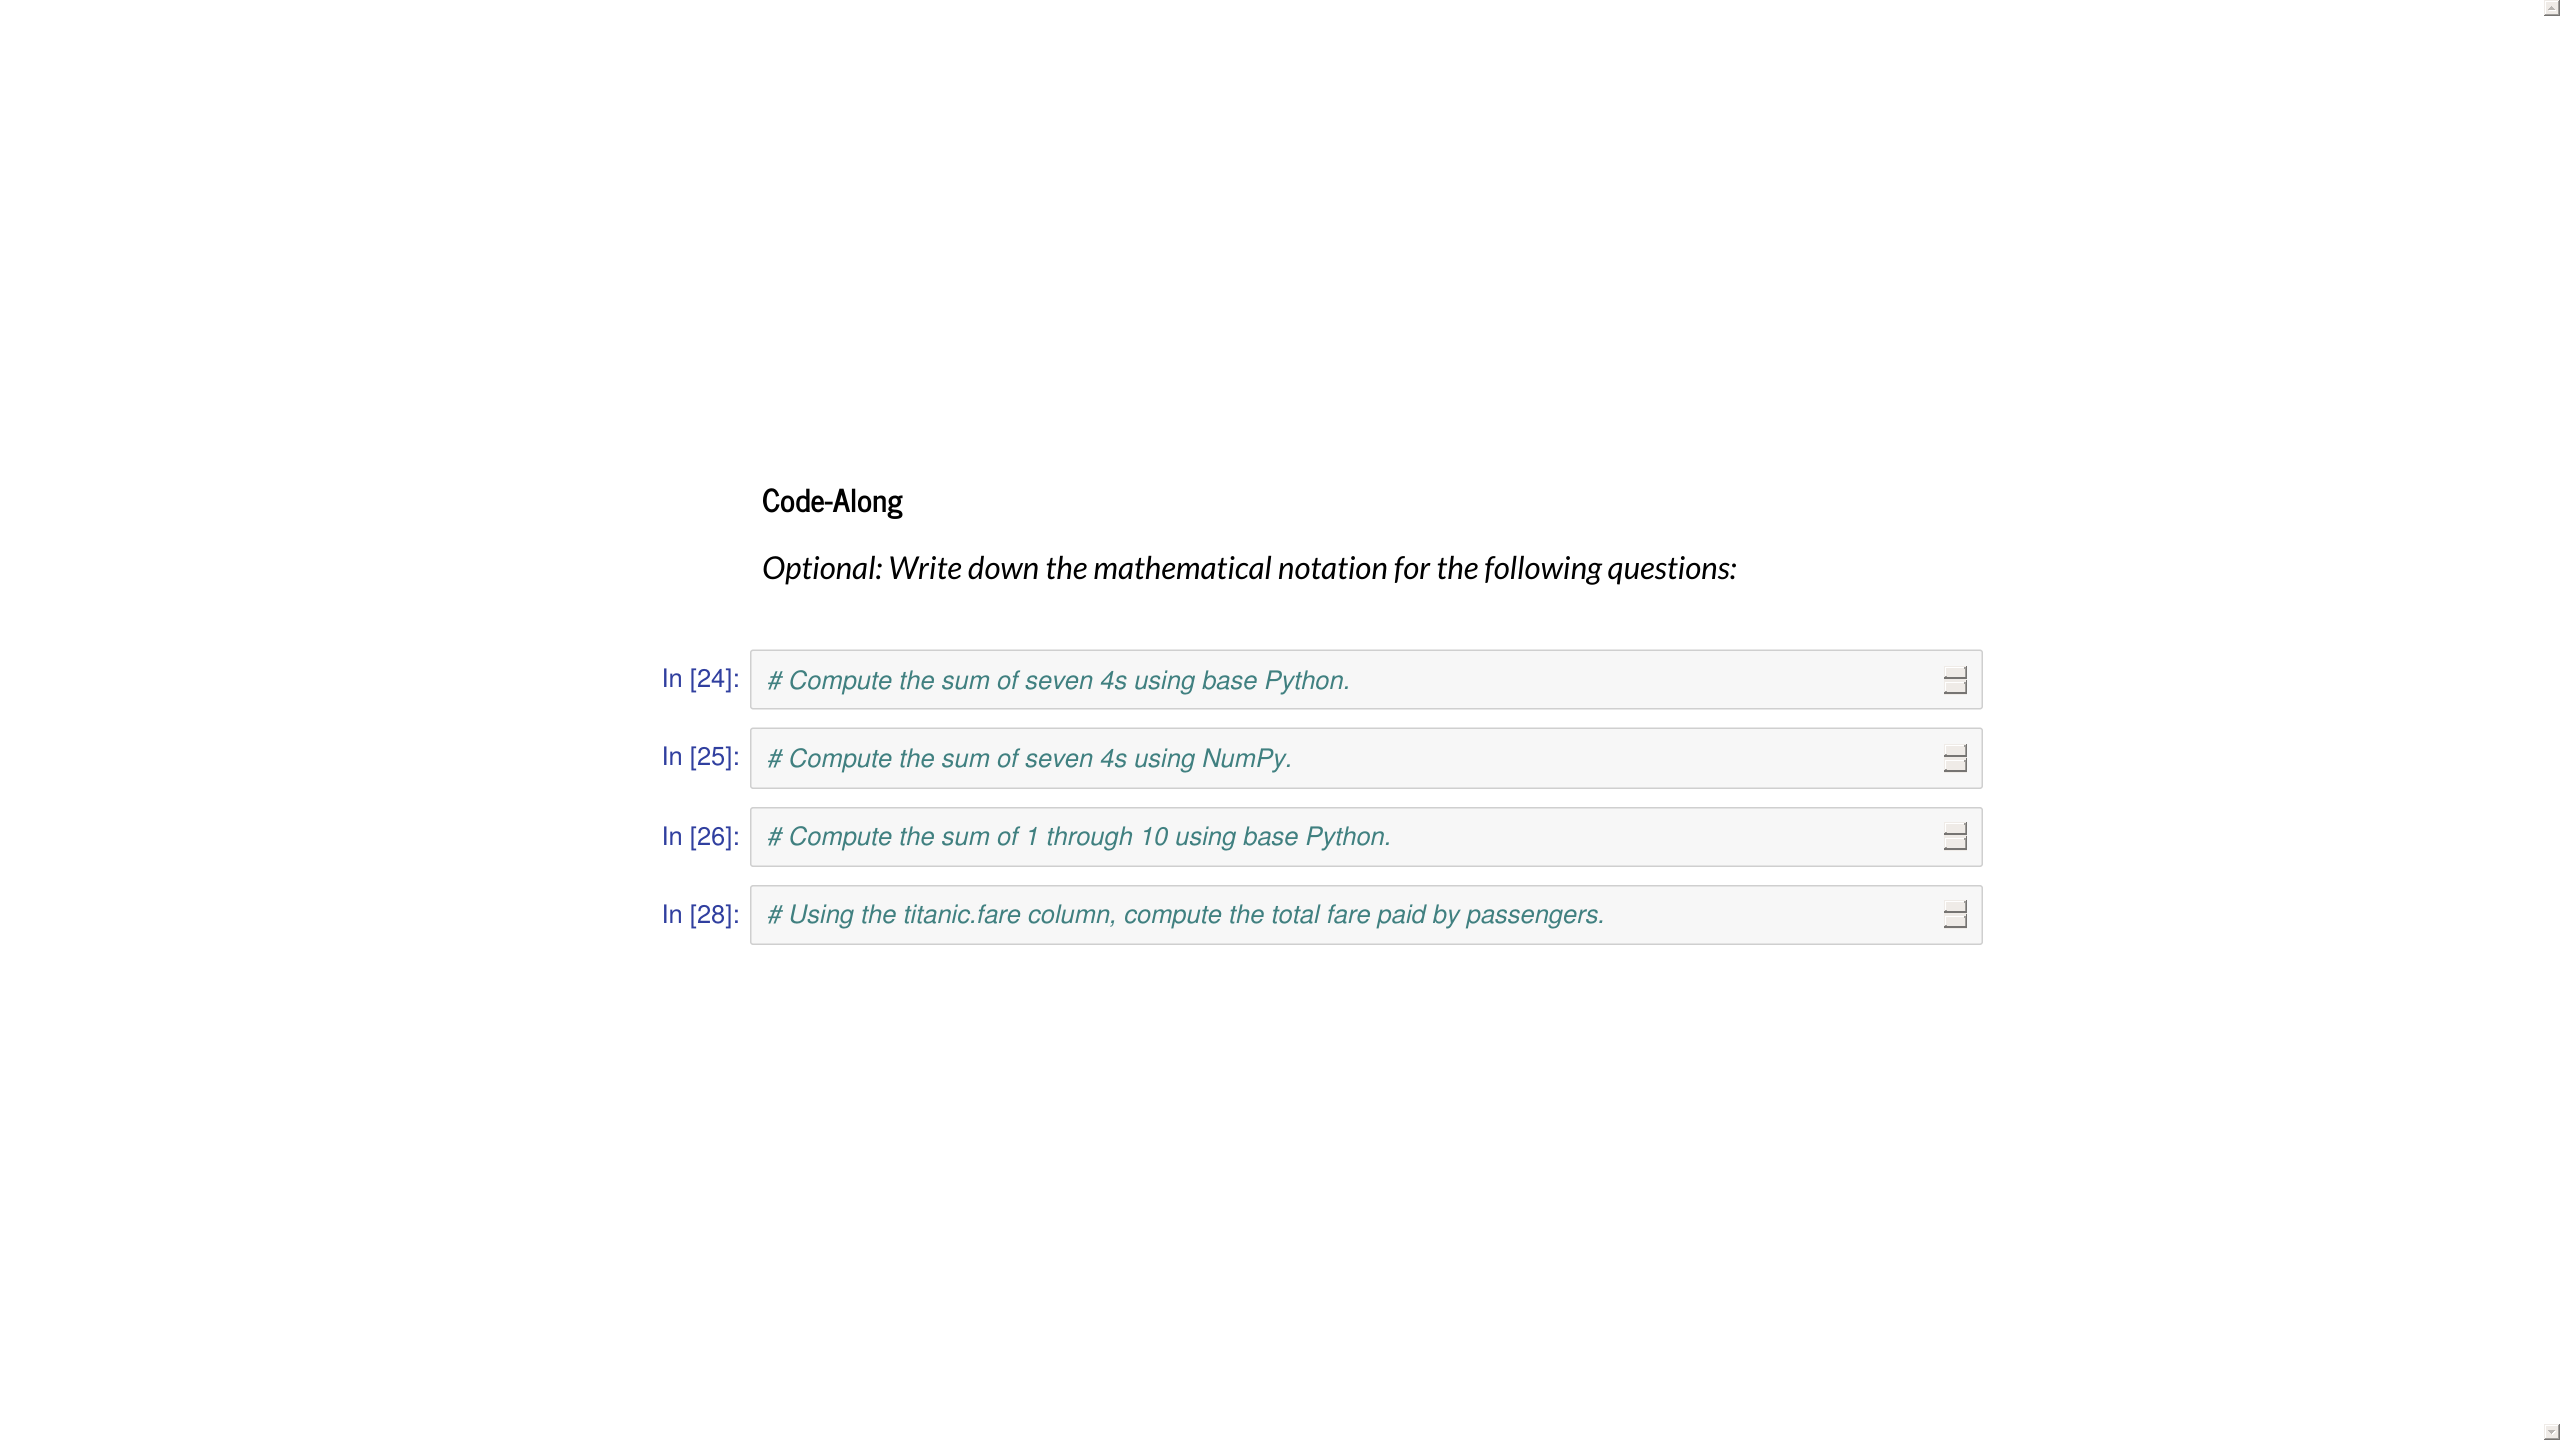 Code-Along
Optional: Write down the mathematical notation for the following questions:
In [24]: # Compute the sum of seven 4s using base Python.
In [25]: # Compute the sum of seven 4s using NumPy.
In [26]: # Compute the sum of 1 through 10 using base Python.
In [28]: # Using the titanic.fare column, compute the total fare paid by passengers.